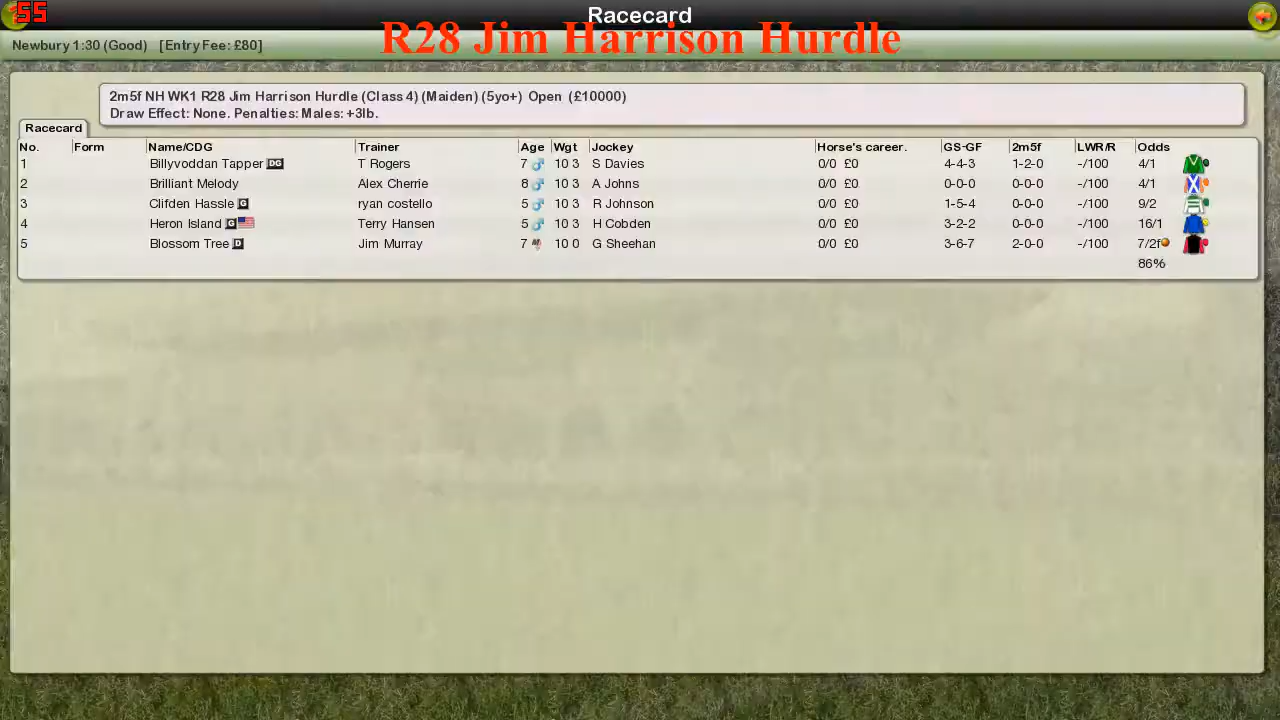 55
Racecard
R28 Jim Harrison Hurdle
Newbury 1:30 (Good) [Entry Fee: £80]
2m5f NH WK1 R28 Jim Harrison Hurdle (Class 4) (Maiden) (5yo+) Open (£10000)
Draw Effect: None. Penalties: Males: +3lb.
Racecard
No. Form Name/CDG Trainer Age Wgt Jockey Horse's career. GS-GF 2m5f LWR/R Odds
1 Billyvoddan Tapper DG T Rogers 7 10 3 S Davies 0/0 £0 4-4-3 1-2-0 -/100 4/1
2 Brilliant Melody Alex Cherrie 8 10 3 A Johns 0/0 £0 0-0-0 0-0-0 -/100 4/1
3 Clifden Hassle G ryan costello 5 10 3 R Johnson 0/0 £0 1-5-4 0-0-0 -/100 9/2
4 Heron Island G Terry Hansen 5 10 3 H Cobden 0/0 £0 3-2-2 0-0-0 -/100 16/1
5 Blossom Tree D Jim Murray 7 10 0 G Sheehan 0/0 £0 3-6-7 2-0-0 -/100 7/2f
86%